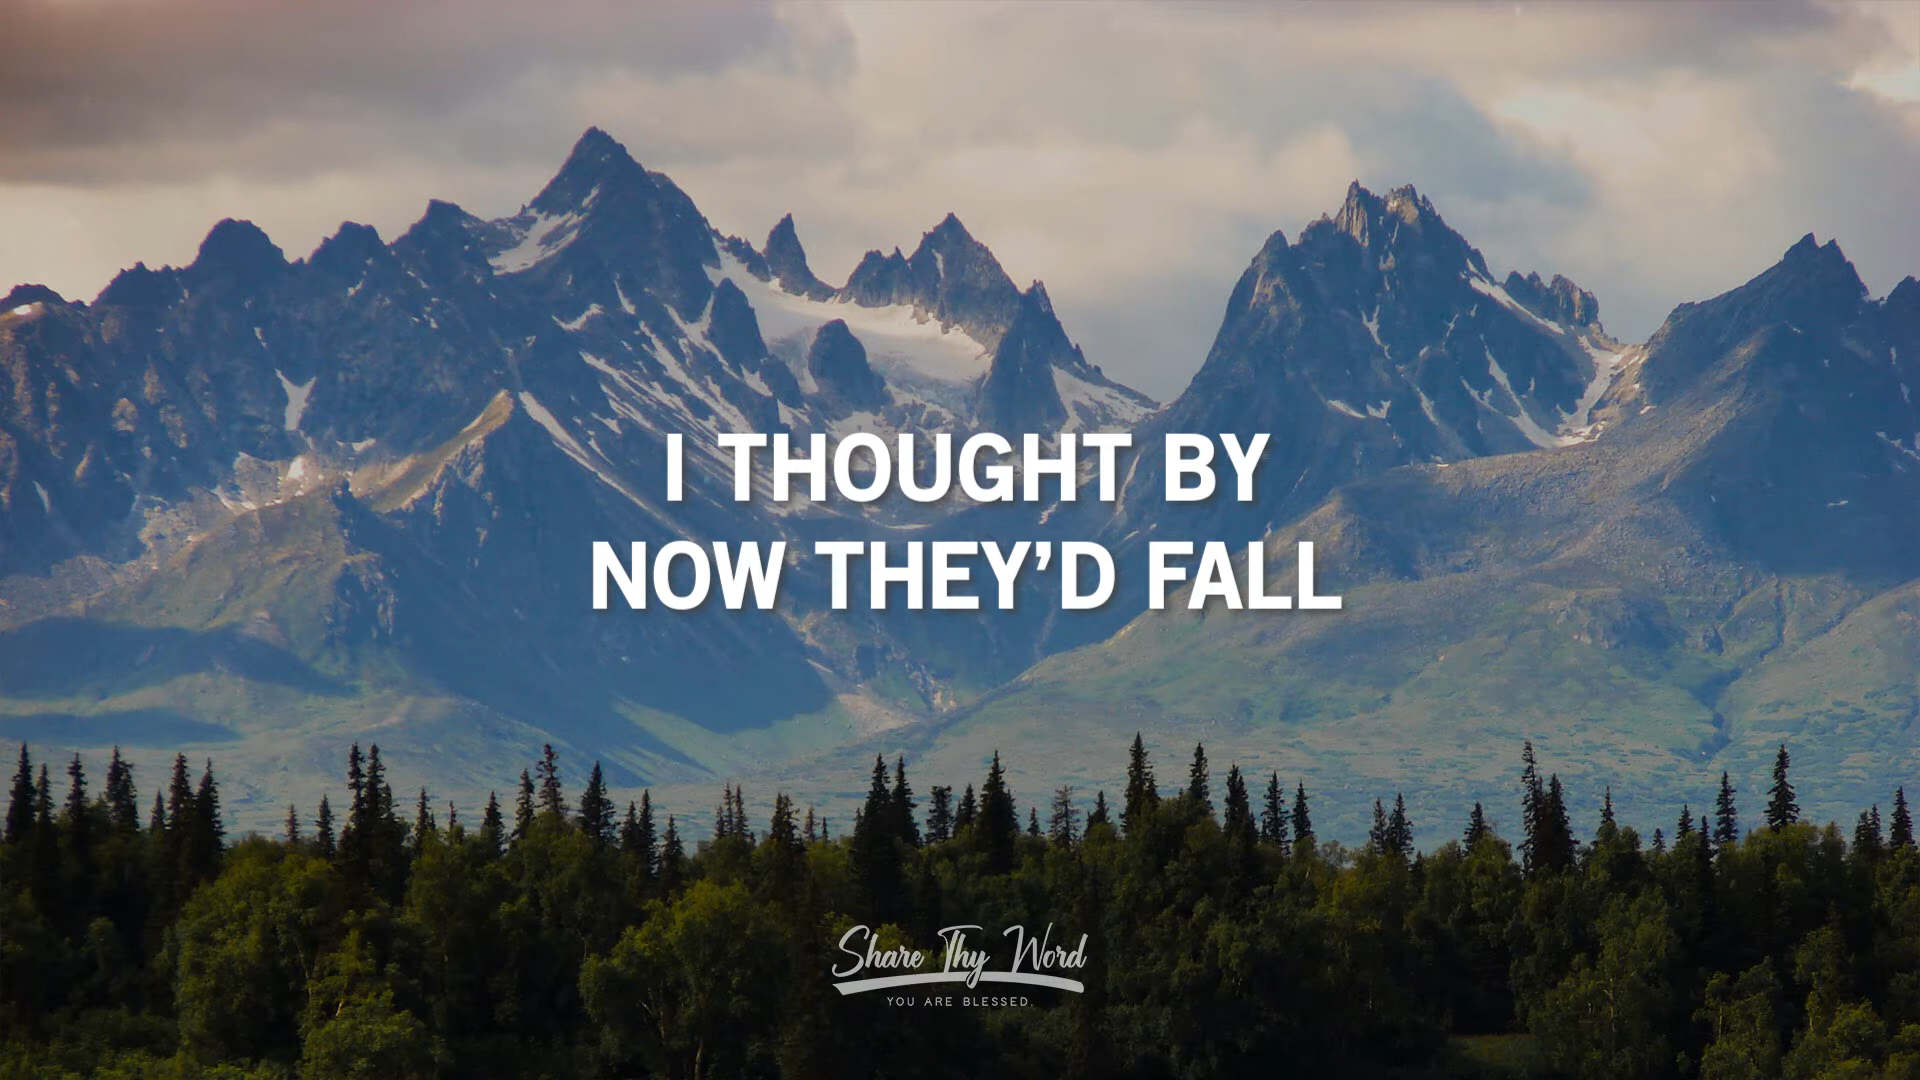 I THOUGHT BY
NOW THEY’D FALL
Share Thy Word
YOU ARE BLESSED.